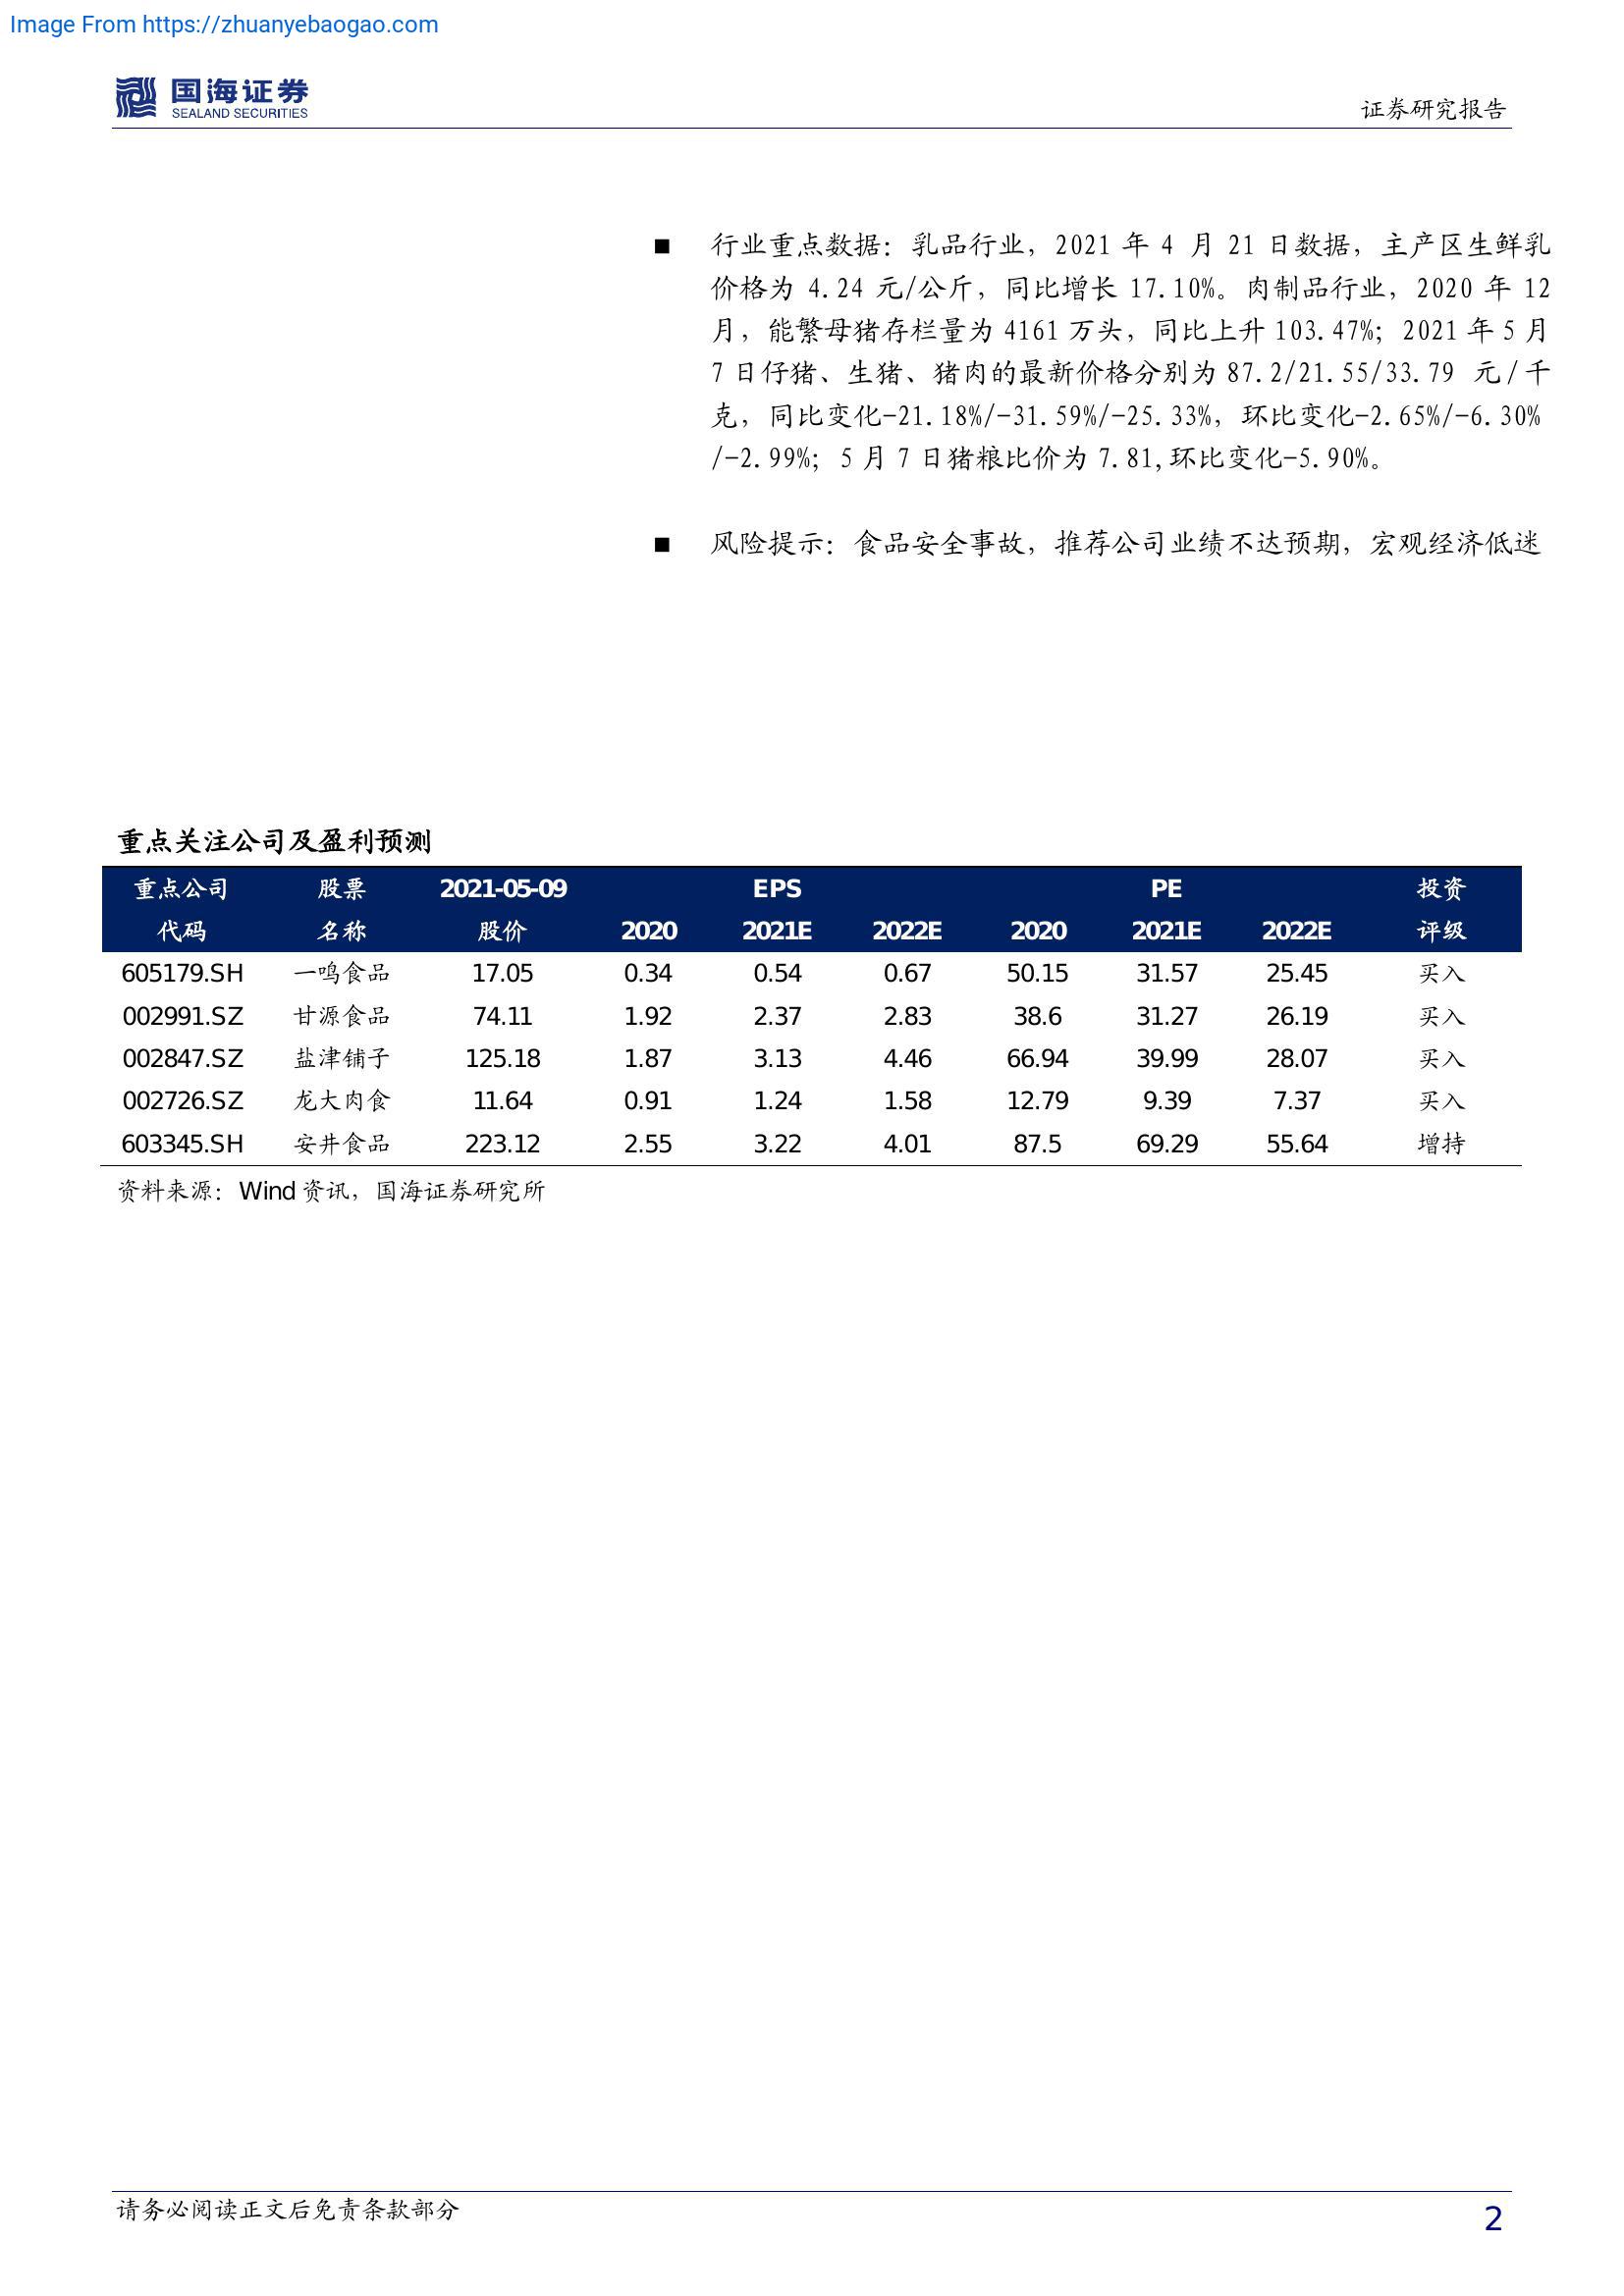 Image From https://zhuanyebaogao.com
国海证券
SEALAND SECURITIES
证券研究报告
■ 行业重点数据：乳品行业，2021 年 4 月 21 日数据，主产区生鲜乳
价格为 4.24 元/公斤，同比增长 17.10%。肉制品行业，2020 年 12
月，能繁母猪存栏量为 4161 万头，同比上升 103.47%；2021 年 5 月
7 日仔猪、生猪、猪肉的最新价格分别为 87.2/21.55/33.79 元/千
克，同比变化-21.18%/-31.59%/-25.33%，环比变化-2.65%/-6.30%
/-2.99%；5 月 7 日猪粮比价为 7.81,环比变化-5.90%。
■ 风险提示：食品安全事故，推荐公司业绩不达预期，宏观经济低迷
重点关注公司及盈利预测
重点公司 股票 2021-05-09 EPS PE 投资
代码 名称 股价 2020 2021E 2022E 2020 2021E 2022E 评级
605179.SH 一鸣食品 17.05 0.34 0.54 0.67 50.15 31.57 25.45 买入
002991.SZ 甘源食品 74.11 1.92 2.37 2.83 38.6 31.27 26.19 买入
002847.SZ 盐津铺子 125.18 1.87 3.13 4.46 66.94 39.99 28.07 买入
002726.SZ 龙大肉食 11.64 0.91 1.24 1.58 12.79 9.39 7.37 买入
603345.SH 安井食品 223.12 2.55 3.22 4.01 87.5 69.29 55.64 增持
资料来源：Wind 资讯，国海证券研究所
请务必阅读正文后免责条款部分
2